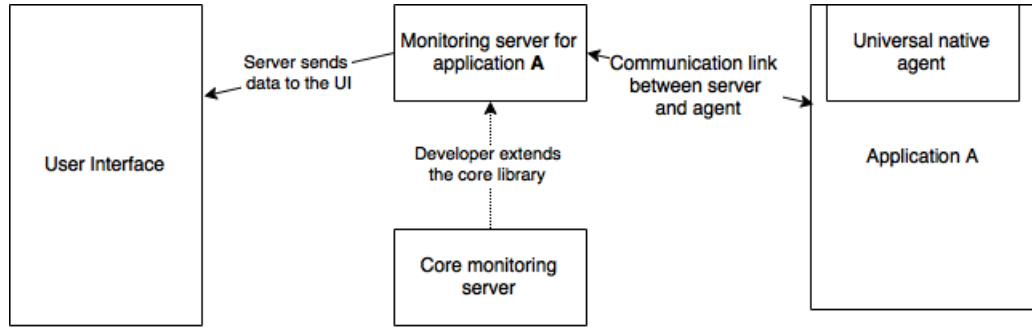 User Interface
Server sends
data to the UI
Monitoring server for
application A
Developer extends
the core library
Core monitoring
server
Communication link
between server
and agent
Universal native
agent
Application A